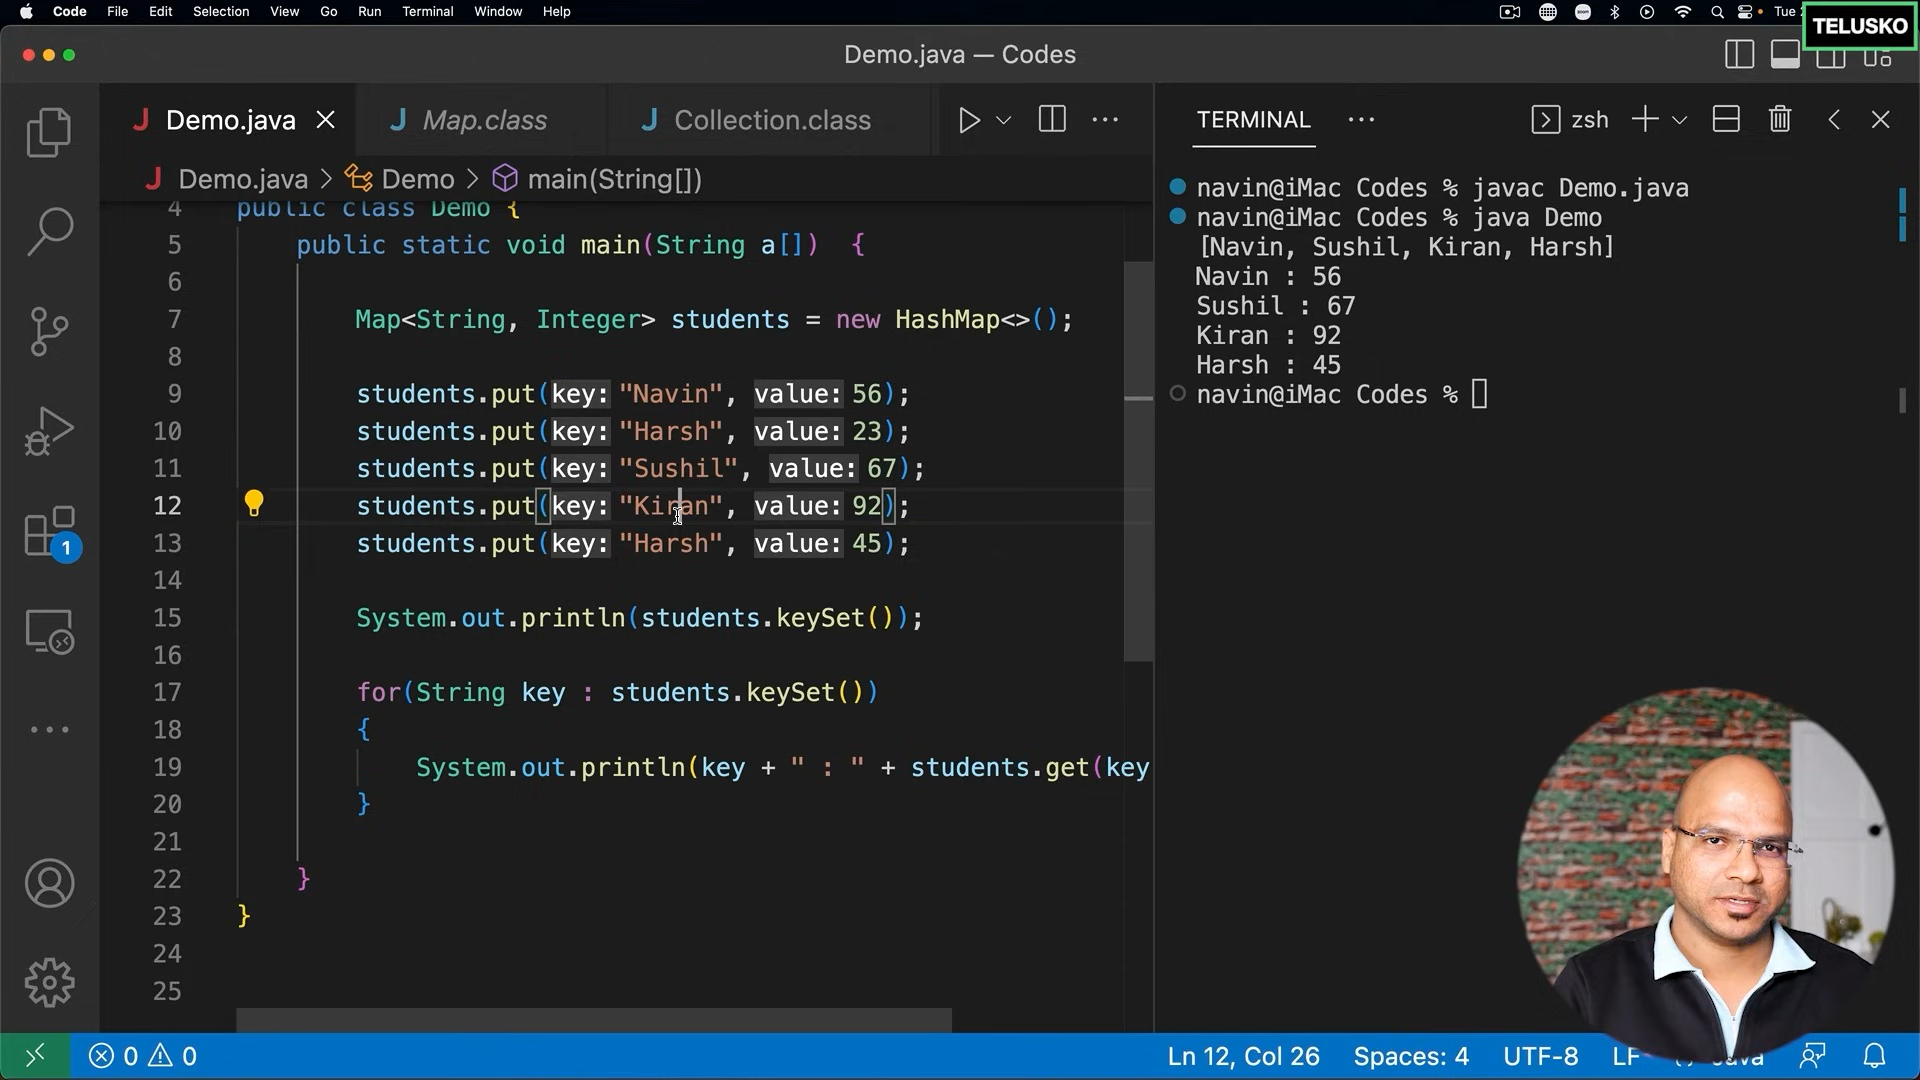 Code File Edit Selection View Go Run Terminal Window Help
zoom
Tue
TELUSKO
Demo.java — Codes
Demo.java
Map.class
Collection.class
Demo.java > Demo > main(String[])
4 public class Demo {
5 public static void main(String a[]) {
6
7 Map<String, Integer> students = new HashMap<>();
8
9 students.put(key: "Navin", value: 56);
10 students.put(key: "Harsh", value: 23);
11 students.put(key: "Sushil", value: 67);
12 students.put(key: "Kiran", value: 92);
13 students.put(key: "Harsh", value: 45);
14
15 System.out.println(students.keySet());
16
17 for(String key : students.keySet())
18 {
19 System.out.println(key + " : " + students.get(key
20 }
21
22 }
23 }
24
25
1
TERMINAL
zsh
navin@iMac Codes % javac Demo.java
navin@iMac Codes % java Demo
[Navin, Sushil, Kiran, Harsh]
Navin : 56
Sushil : 67
Kiran : 92
Harsh : 45
navin@iMac Codes %
0 0
Ln 12, Col 26 Spaces: 4 UTF-8 LF